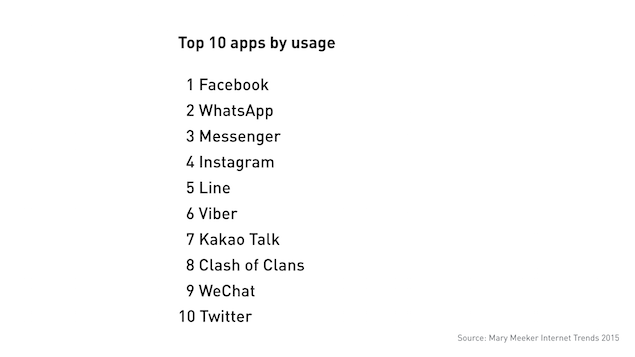 Top 10 apps by usage
1 Facebook
2 WhatsApp
3 Messenger
4 Instagram
5 Line
6 Viber
7 Kakao Talk
8 Clash of Clans
9 WeChat
10 Twitter
Source: Mary Meeker Internet Trends 2015